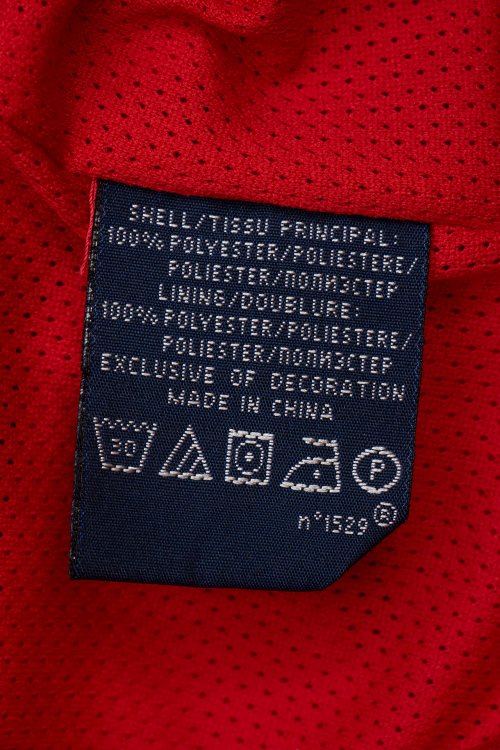 SHELL/TISSU PRINCIPAL:
100% POLYESTER/POLIESTERE/
POLIESTER/ПОЛИЭСТЕР
LINING/DOUBLURE:
100% POLYESTER/POLIESTERE/
POLIESTER/ПОЛИЭСТЕР
EXCLUSIVE OF DECORATION
MADE IN CHINA
30 P
n°1529 ®